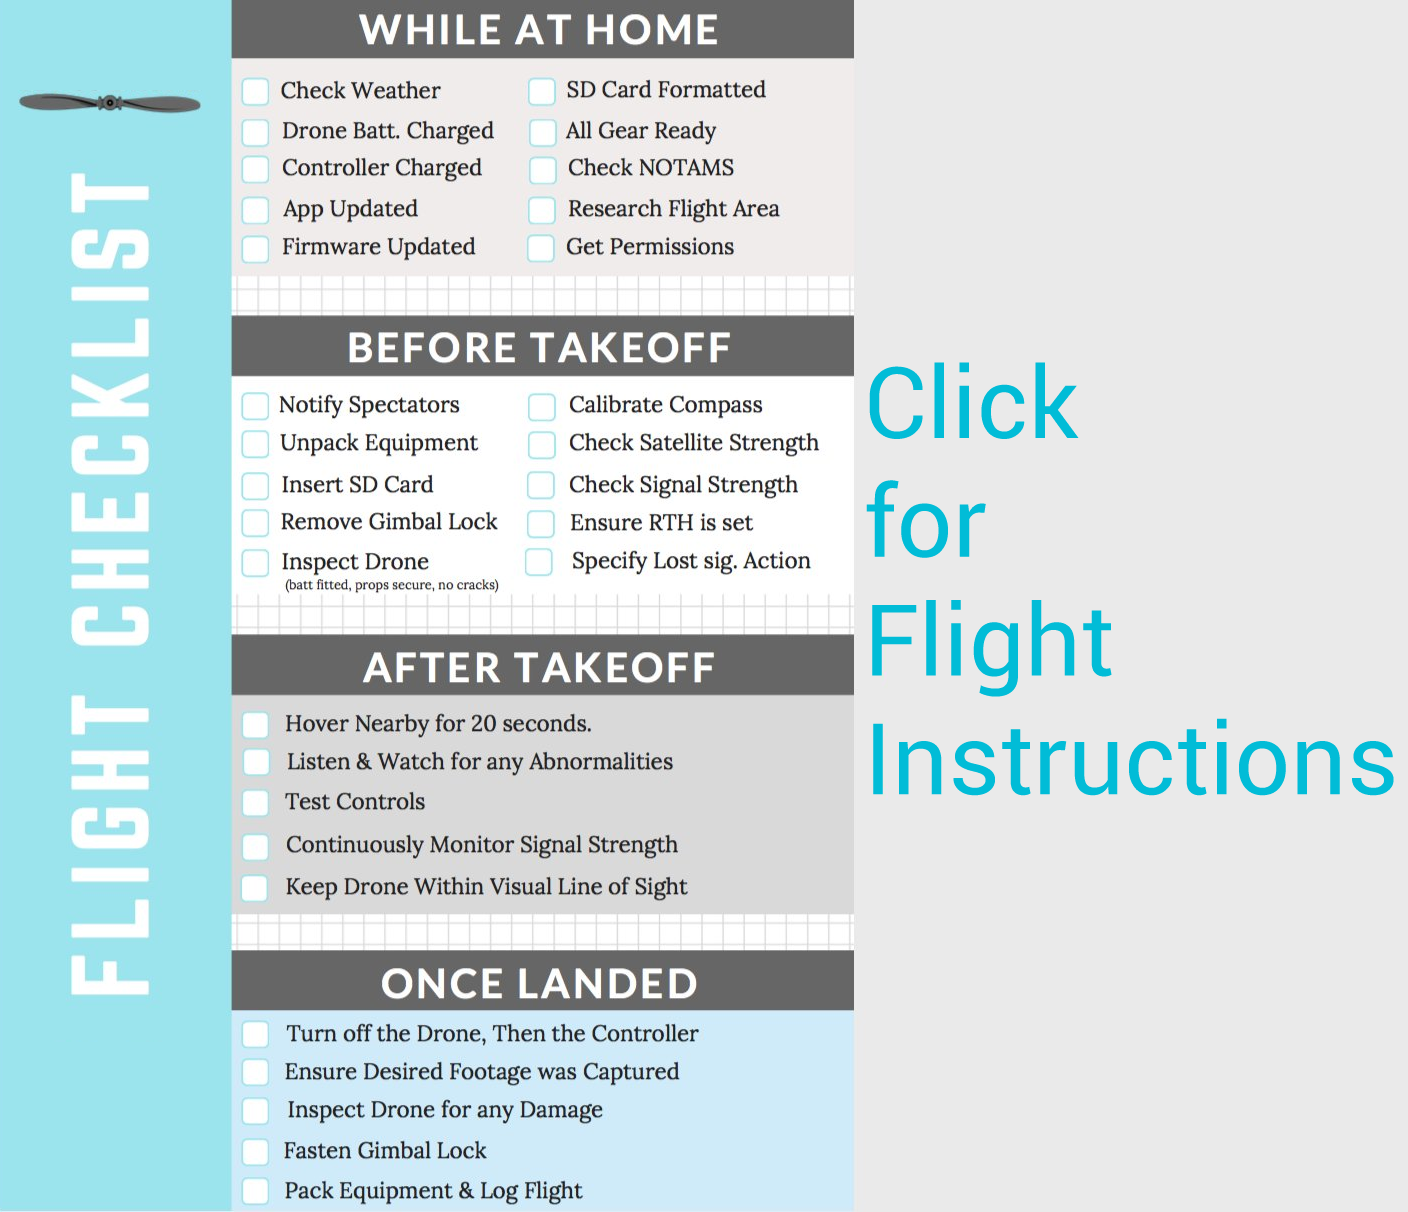 FLIGHT CHECKLIST
WHILE AT HOME
Check Weather
Drone Batt. Charged
Controller Charged
App Updated
Firmware Updated
SD Card Formatted
All Gear Ready
Check NOTAMS
Research Flight Area
Get Permissions
BEFORE TAKEOFF
Notify Spectators
Unpack Equipment
Insert SD Card
Remove Gimbal Lock
Inspect Drone
(batt fitted, props secure, no cracks)
Calibrate Compass
Check Satellite Strength
Check Signal Strength
Ensure RTH is set
Specify Lost sig. Action
AFTER TAKEOFF
Hover Nearby for 20 seconds.
Listen & Watch for any Abnormalities
Test Controls
Continuously Monitor Signal Strength
Keep Drone Within Visual Line of Sight
ONCE LANDED
Turn off the Drone, Then the Controller
Ensure Desired Footage was Captured
Inspect Drone for any Damage
Fasten Gimbal Lock
Pack Equipment & Log Flight
Click
for
Flight
Instructions